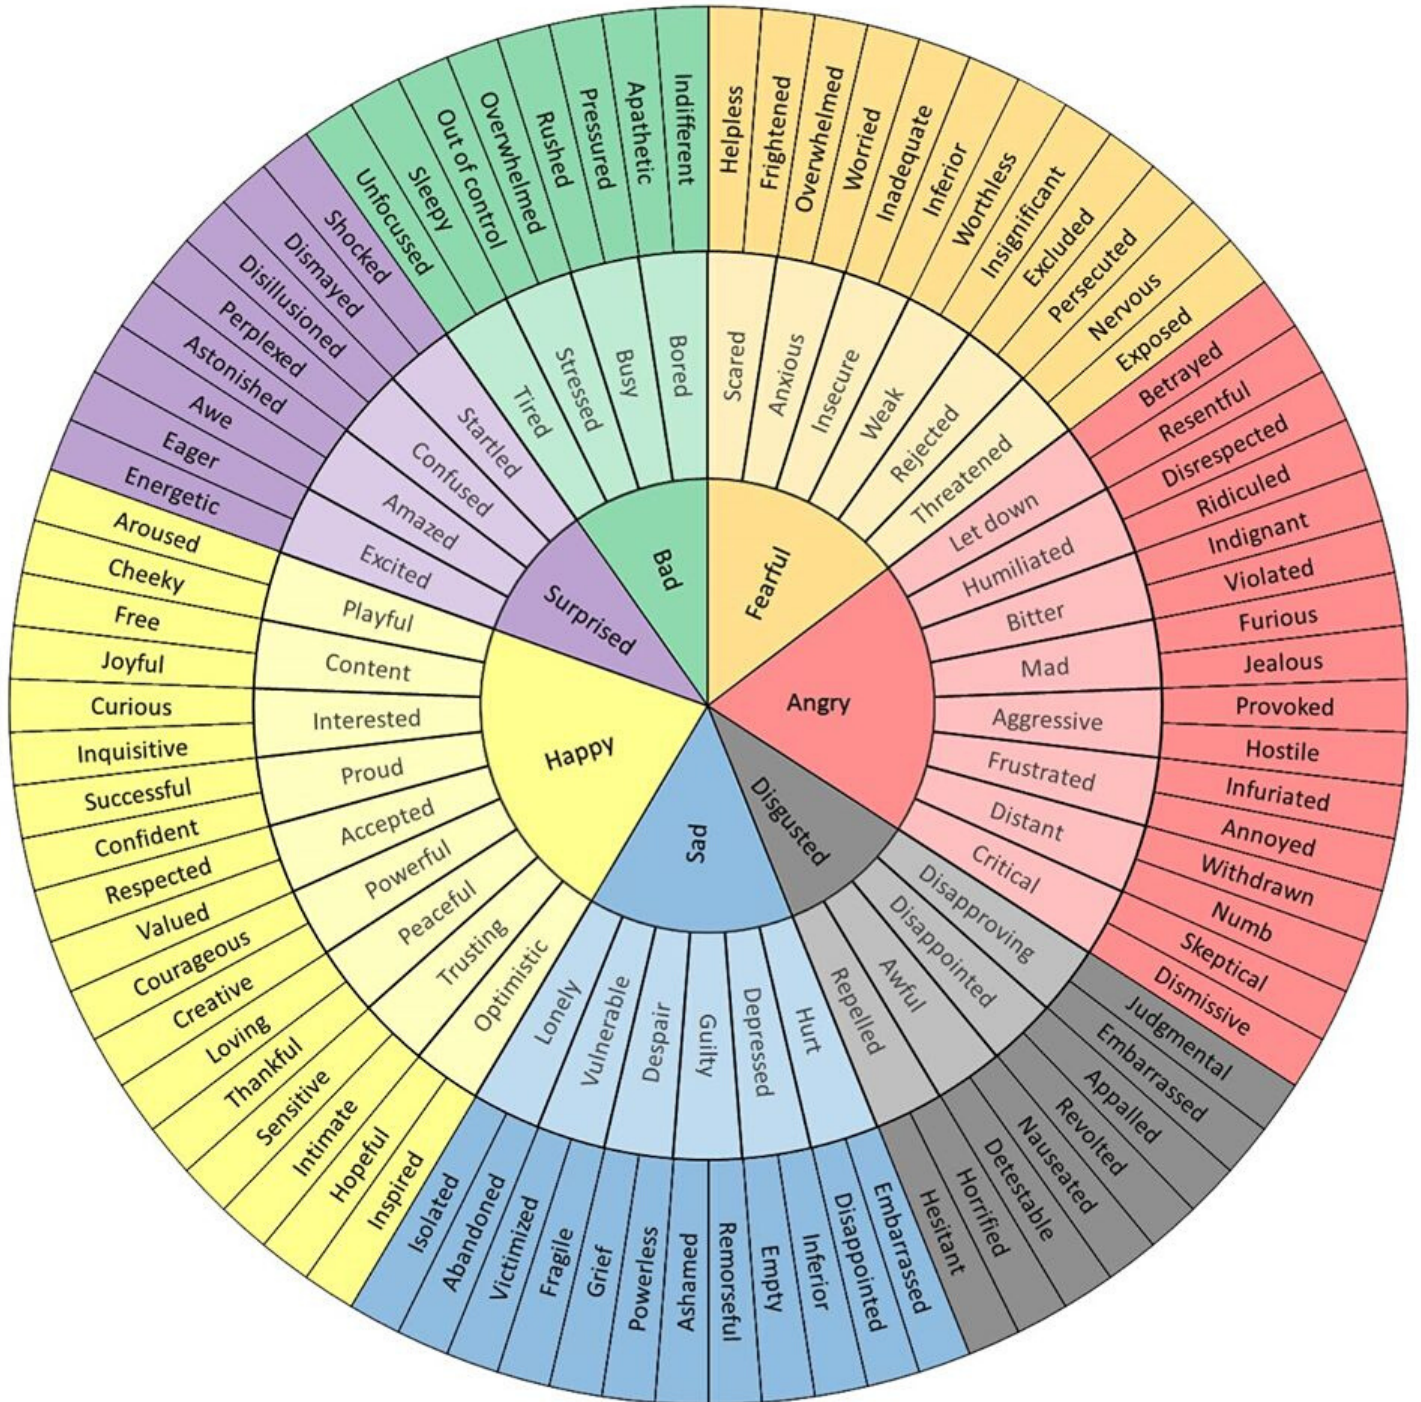 Fearful
Angry
Disgusted
Sad
Happy
Surprised
Bad
Scared
Anxious
Insecure
Weak
Rejected
Threatened
Let down
Humiliated
Bitter
Mad
Aggressive
Frustrated
Distant
Critical
Disapproving
Disappointed
Awful
Repelled
Hurt
Depressed
Guilty
Despair
Vulnerable
Lonely
Optimistic
Trusting
Peaceful
Powerful
Accepted
Proud
Interested
Content
Playful
Excited
Amazed
Confused
Startled
Tired
Stressed
Busy
Bored
Helpless
Frightened
Overwhelmed
Worried
Inadequate
Inferior
Worthless
Insignificant
Excluded
Persecuted
Nervous
Exposed
Betrayed
Resentful
Disrespected
Ridiculed
Indignant
Violated
Furious
Jealous
Provoked
Hostile
Infuriated
Annoyed
Withdrawn
Numb
Skeptical
Dismissive
Judgmental
Embarrassed
Appalled
Revolted
Nauseated
Detestable
Horrified
Hesitant
Embarrassed
Disappointed
Inferior
Empty
Remorseful
Ashamed
Powerless
Grief
Fragile
Victimized
Abandoned
Isolated
Inspired
Hopeful
Intimate
Sensitive
Thankful
Loving
Creative
Courageous
Valued
Respected
Confident
Successful
Inquisitive
Curious
Joyful
Free
Cheeky
Aroused
Energetic
Eager
Awe
Astonished
Perplexed
Disillusioned
Dismayed
Shocked
Unfocussed
Sleepy
Out of control
Overwhelmed
Rushed
Pressured
Apathetic
Indifferent